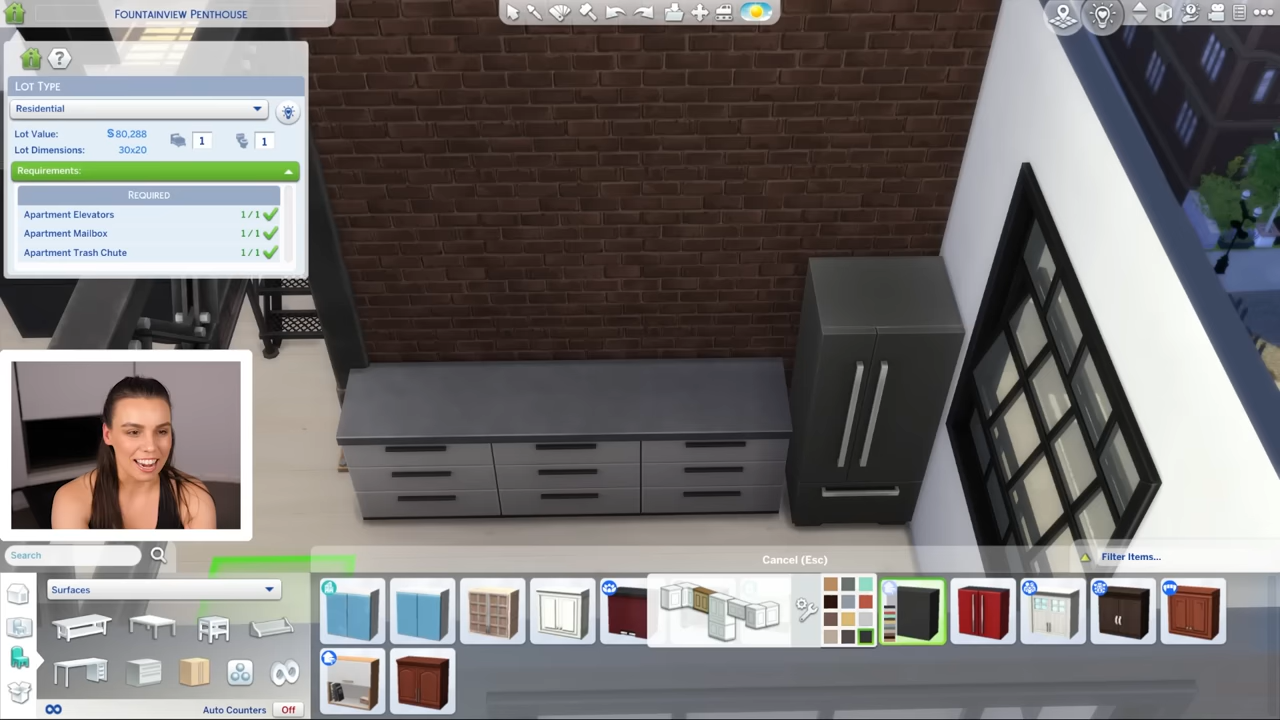 FOUNTAINVIEW PENTHOUSE
LOT TYPE
Residential
Lot Value: §80,288 1 1
Lot Dimensions: 30x20
Requirements:
REQUIRED
Apartment Elevators 1/1
Apartment Mailbox 1/1
Apartment Trash Chute 1/1
Search
Cancel (Esc)
Filter Items...
Surfaces
Auto Counters Off